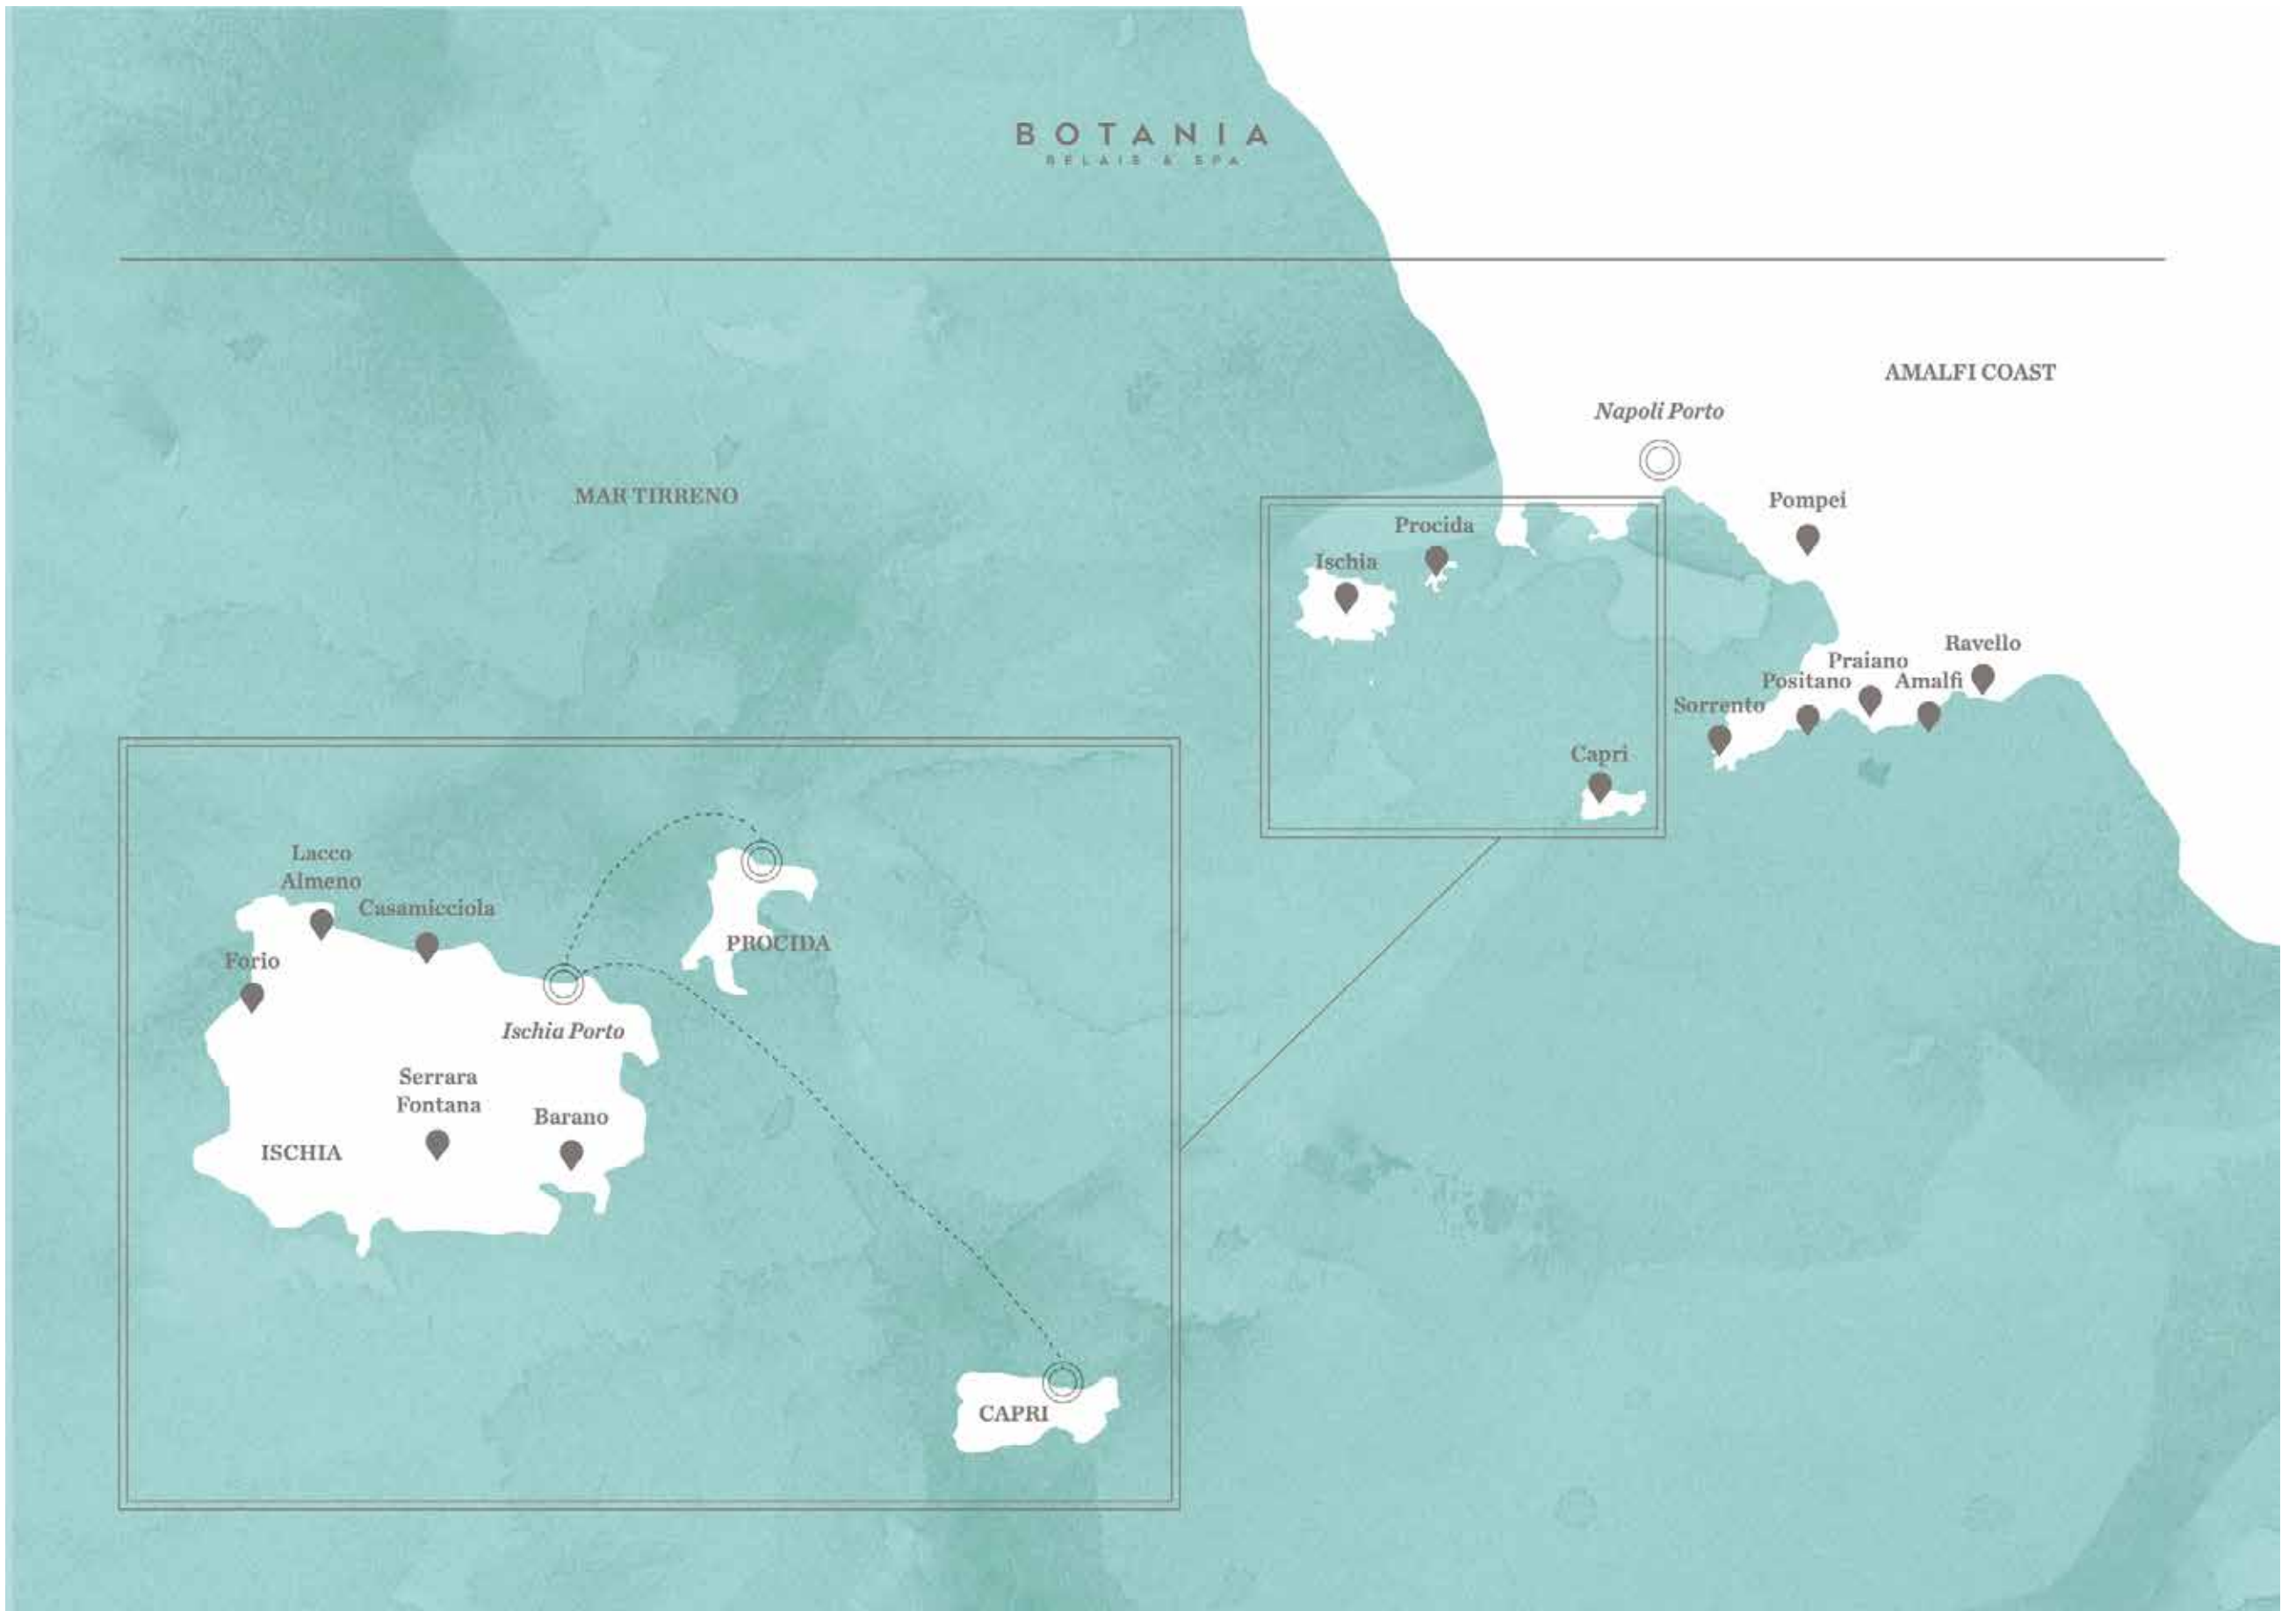 BOTANIA
RELAIS & SPA
AMALFI COAST
Napoli Porto
MAR TIRRENO
Pompei
Procida
Ischia
Ravello
Praiano
Positano
Amalfi
Sorrento
Capri
Lacco
Almeno
Casamicciola
Forio
PROCIDA
Ischia Porto
Serrara
Fontana
Barano
ISCHIA
CAPRI